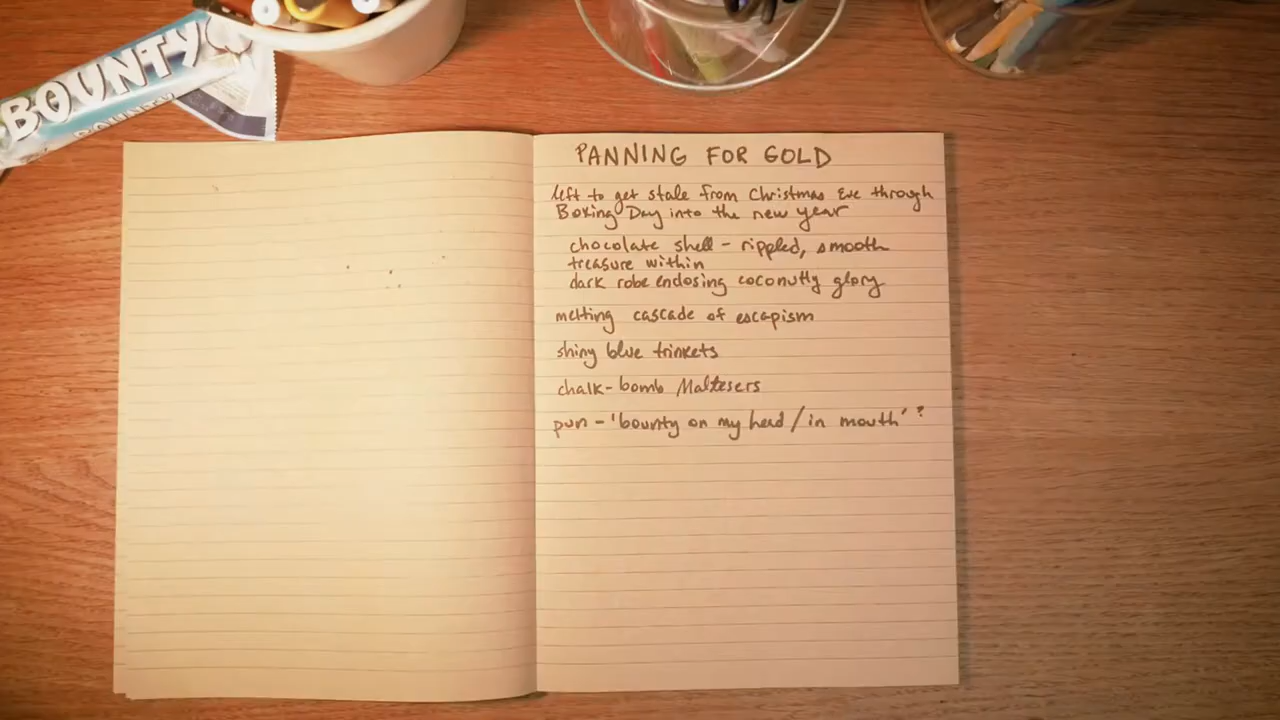 BOUNTY
BOUNTY
PANNING FOR GOLD
left to get stale from Christmas Eve through
Boxing Day into the new year
chocolate shell - rippled, smooth
treasure within
dark robe enclosing coconutty glory
melting cascade of escapism
shiny blue trinkets
chalk-bomb Maltesers
pun - 'bounty on my head / in mouth' ?